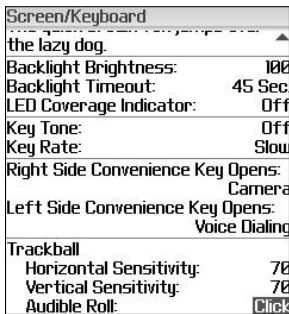 Screen/Keyboard
the lazy dog.
Backlight Brightness: 100
Backlight Timeout: 45 Sec.
LED Coverage Indicator: Off
Key Tone: Off
Key Rate: Slow
Right Side Convenience Key Opens:
Camera
Left Side Convenience Key Opens:
Voice Dialing
Trackball
Horizontal Sensitivity: 70
Vertical Sensitivity: 70
Audible Roll: Click